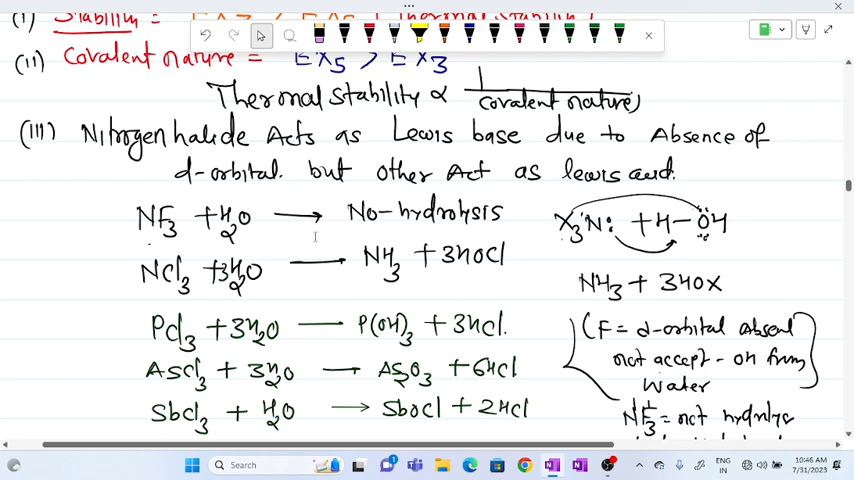 (i) Stability = EX3 > EX5
(ii) Covalent nature = EX5 > EX3
Thermal Stability ∝ 1
covalent nature)
(iii) Nitrogen halide Acts as Lewis base due to Absence of
d-orbital. but other Act as lewis acid.
NF3 + H2O → No-hydrolysis
NCl3 + 3H2O → NH3 + 3HOCl
PCl3 + 3H2O → P(OH)3 + 3HCl.
AsCl3 + 3H2O → As2O3 + 6HCl
SbCl3 + H2O → SbOCl + 2HCl
X3N: + H-OH
NH3 + 3HOX
(F = d-orbital absent
not accept - OH from
water
NF3 = not hydrolyse
Search
ENG
IN
10:46 AM
7/31/2023